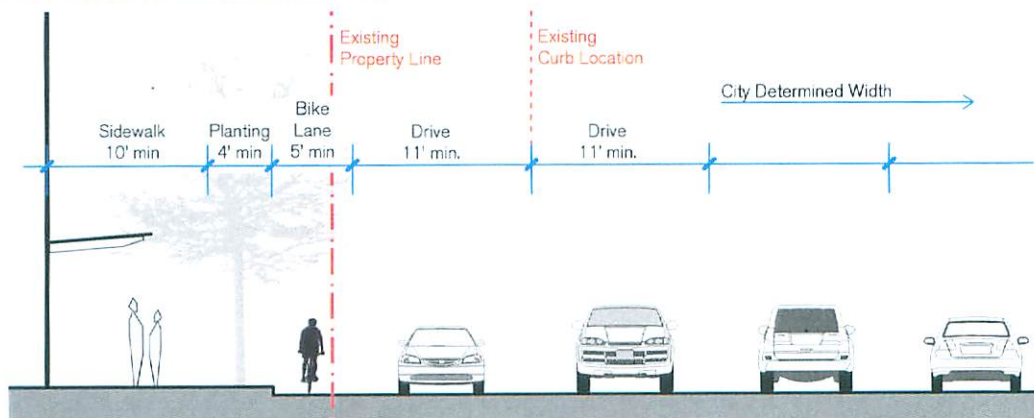 Existing
Property Line
Existing
Curb Location
City Determined Width
Sidewalk
10' min
Planting
4' min
Bike
Lane
5' min
Drive
11' min.
Drive
11' min.